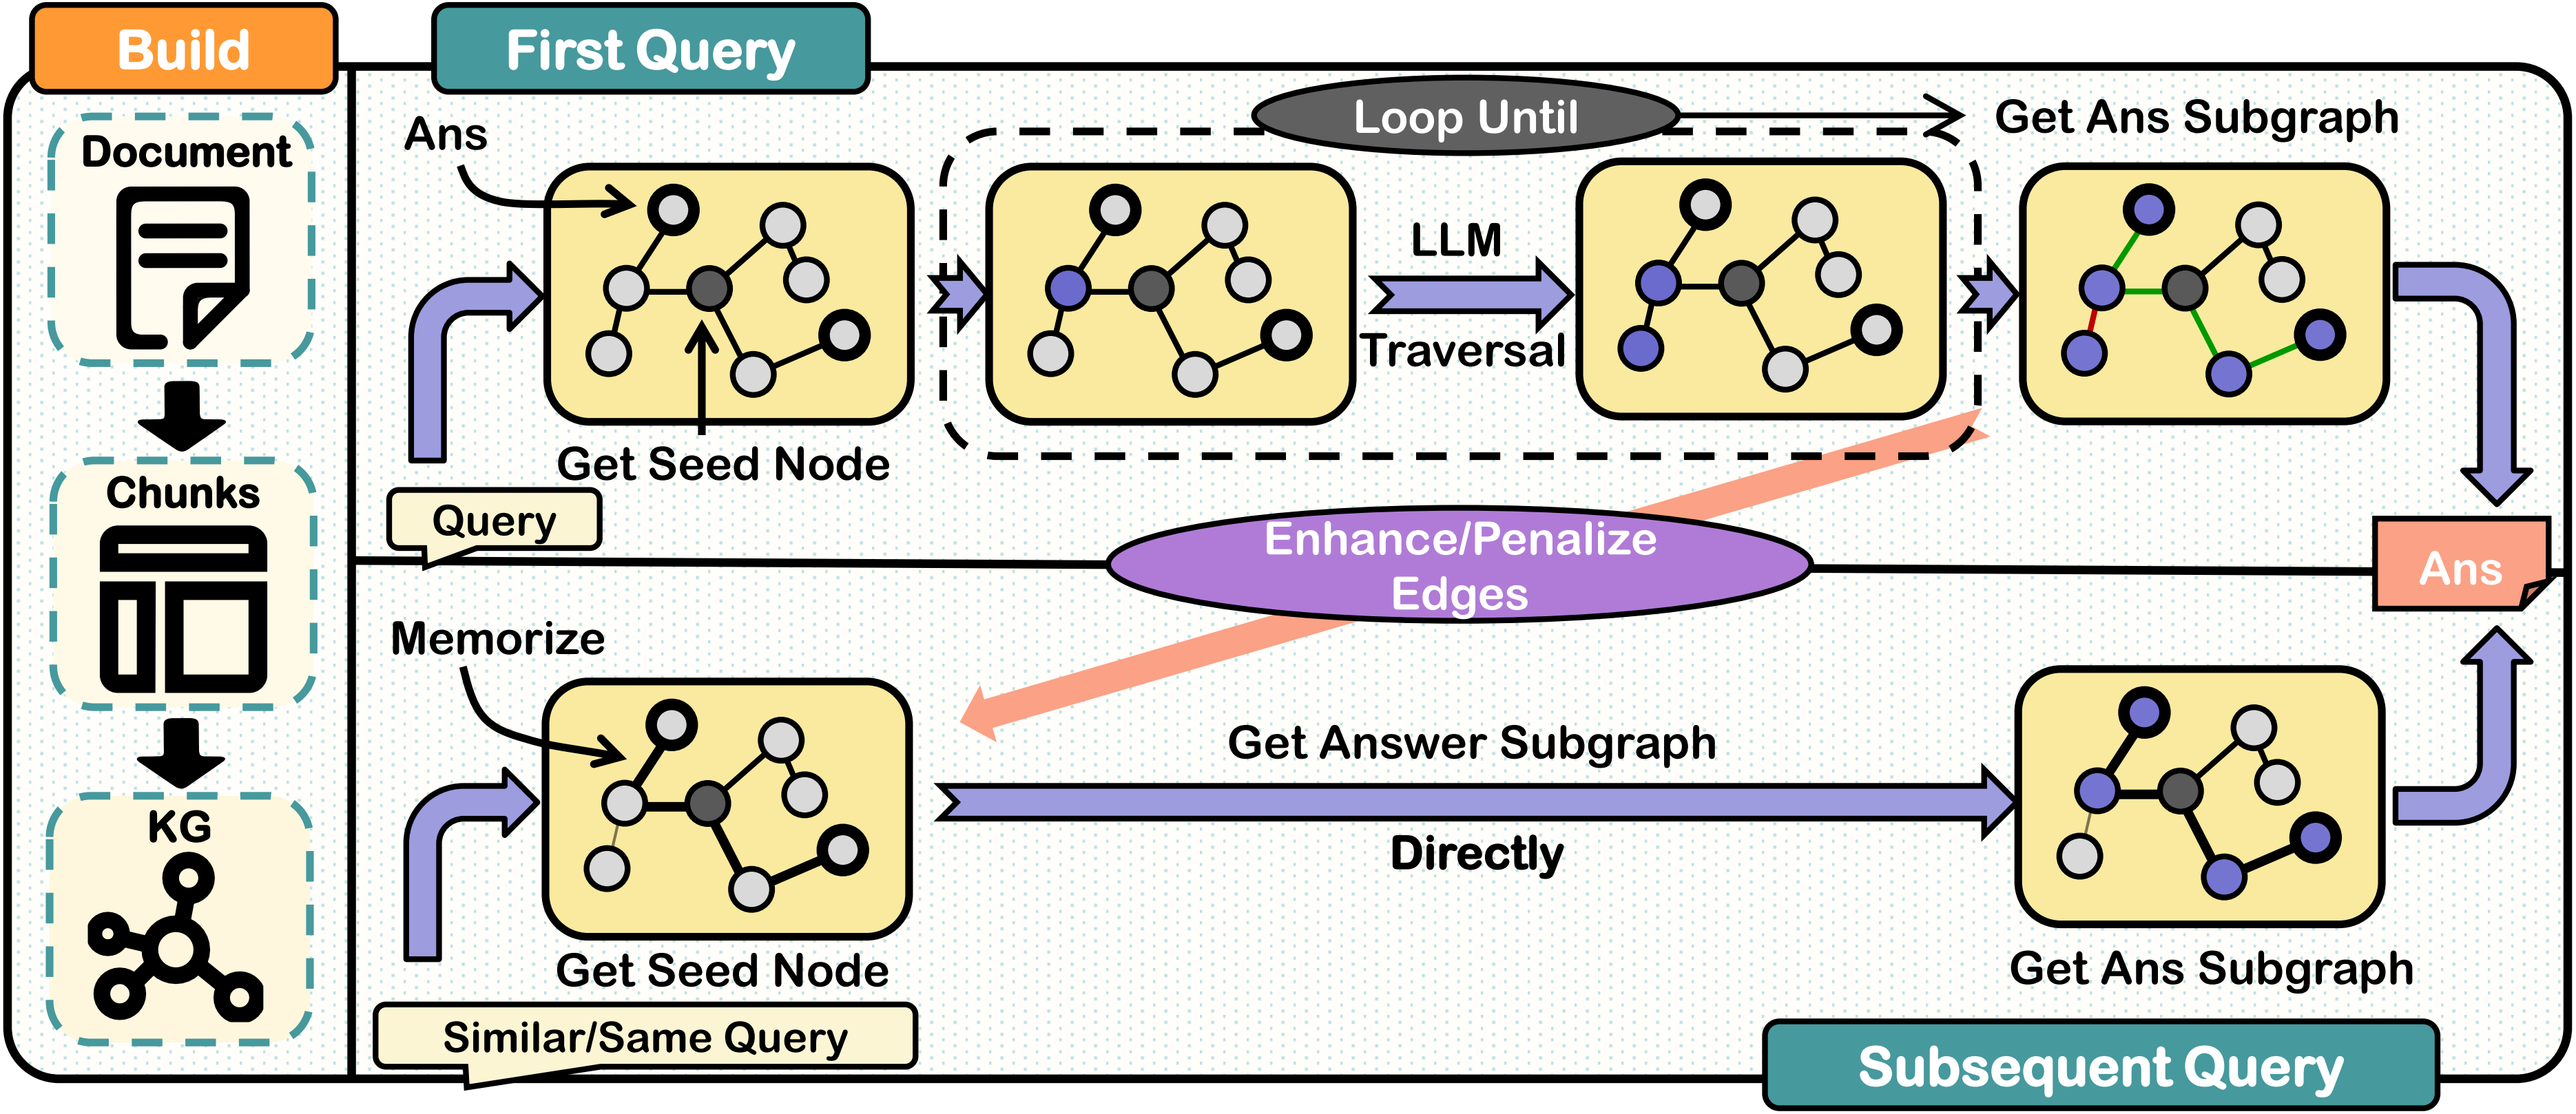 Build
First Query
Document
Chunks
KG
Ans
Loop Until
Get Ans Subgraph
LLM
Traversal
Get Seed Node
Query
Enhance/Penalize
Edges
Ans
Memorize
Get Answer Subgraph
Directly
Get Seed Node
Get Ans Subgraph
Similar/Same Query
Subsequent Query